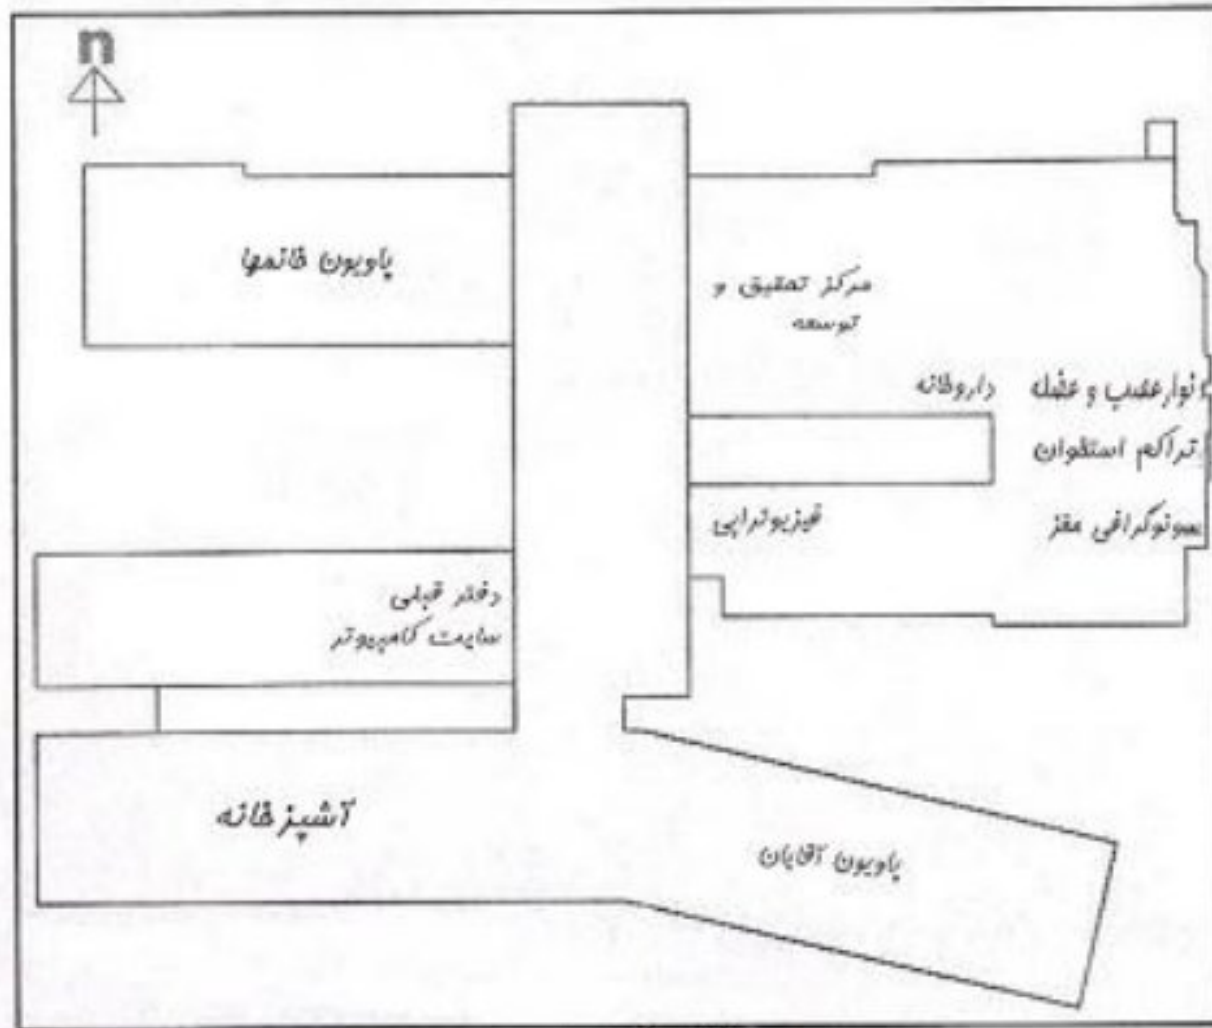 n
پاویون خانمها
مرکز تحقیق و
توسعه
داروخانه
نوار عصب و عضله
تراکم استخوان
سونوگرافی مغز
فیزیوتراپی
دفتر قبلی
سایت کامپیوتر
آشپزخانه
پاویون آقایان